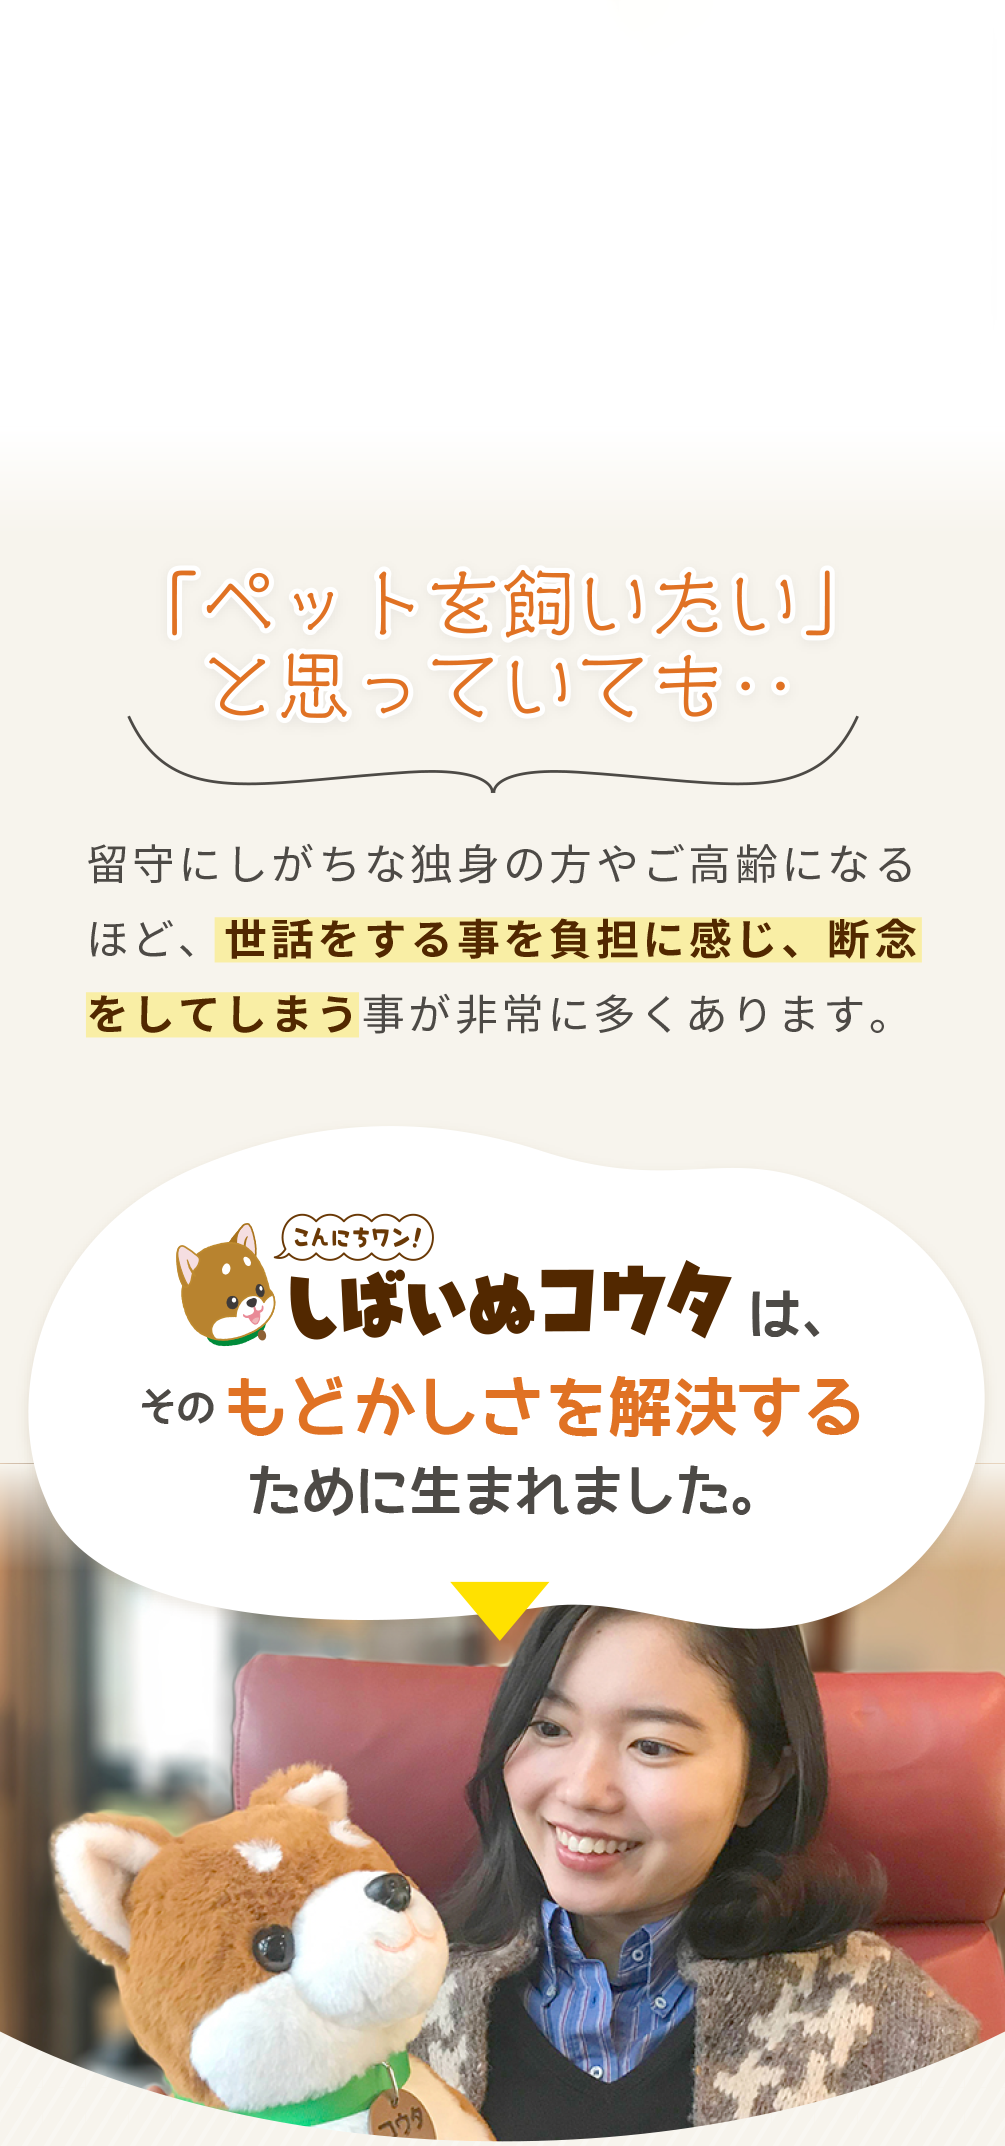 「ペットを飼いたい」
と思っていても‥
留守にしがちな独身の方やご高齢になる
ほど、世話をする事を負担に感じ、断念
をしてしまう事が非常に多くあります。
こんにちワン!
しばいぬコウタは、
そのもどかしさを解決する
ために生まれました。
コウタ